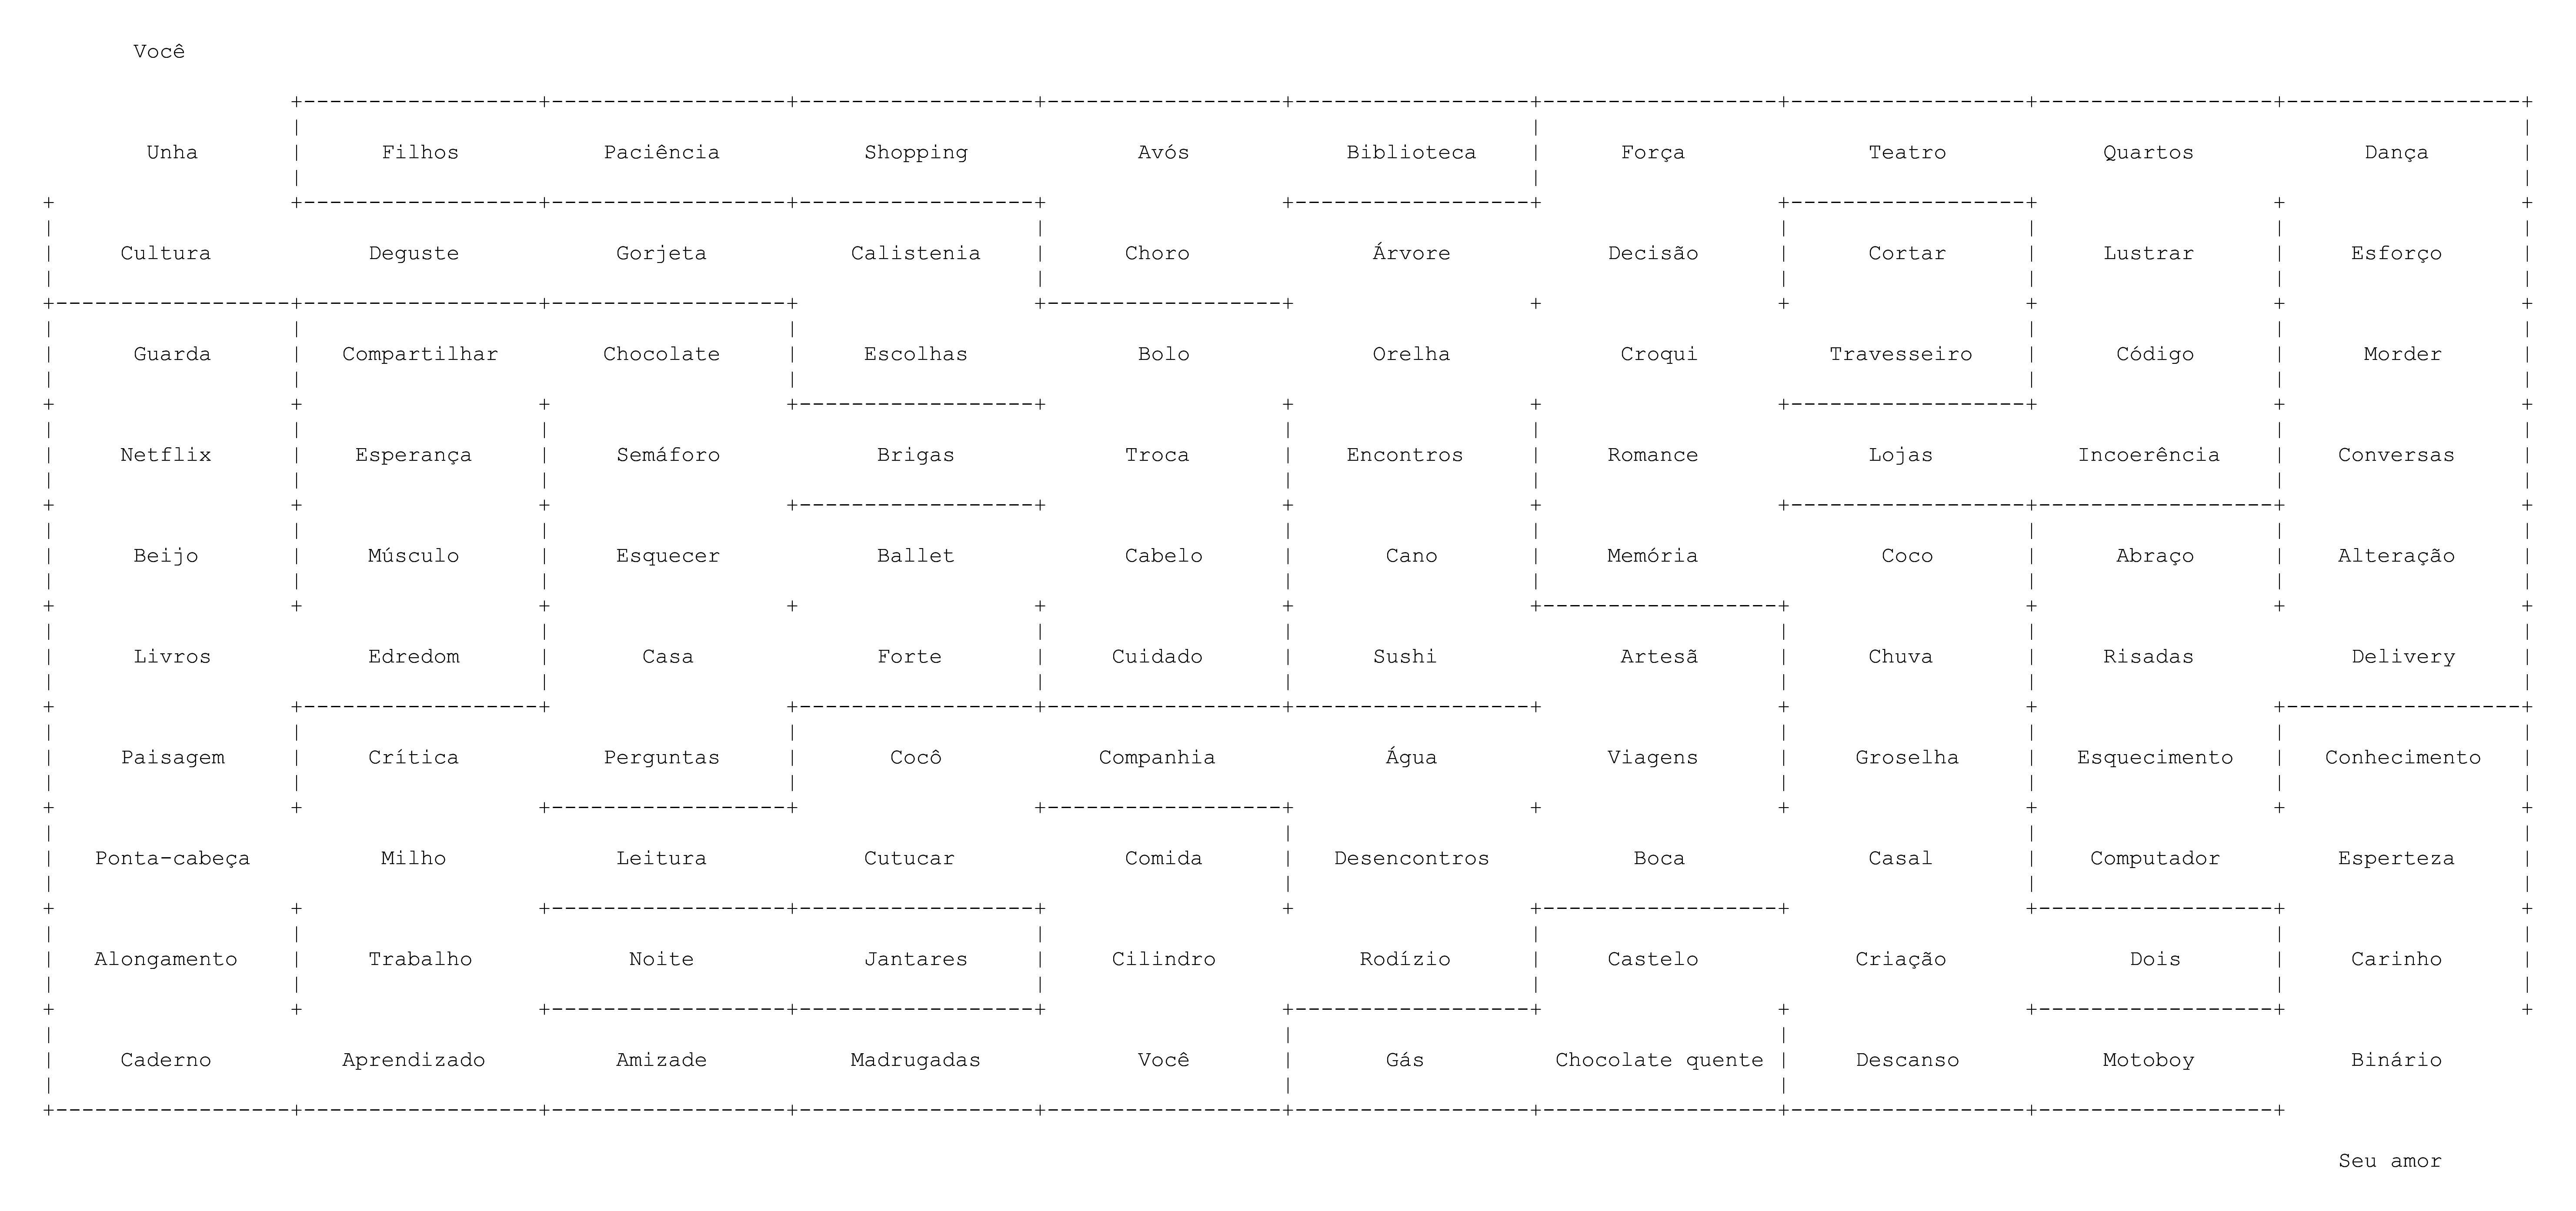 Você
Unha Filhos Paciência Shopping Avós Biblioteca Força Teatro Quartos Dança
Cultura Deguste Gorjeta Calistenia Choro Árvore Decisão Cortar Lustrar Esforço
Guarda Compartilhar Chocolate Escolhas Bolo Orelha Croqui Travesseiro Código Morder
Netflix Esperança Semáforo Brigas Troca Encontros Romance Lojas Incoerência Conversas
Beijo Músculo Esquecer Ballet Cabelo Cano Memória Coco Abraço Alteração
Livros Edredom Casa Forte Cuidado Sushi Artesã Chuva Risadas Delivery
Paisagem Crítica Perguntas Cocô Companhia Água Viagens Groselha Esquecimento Conhecimento
Ponta-cabeça Milho Leitura Cutucar Comida Desencontros Boca Casal Computador Esperteza
Alongamento Trabalho Noite Jantares Cilindro Rodízio Castelo Criação Dois Carinho
Caderno Aprendizado Amizade Madrugadas Você Gás Chocolate quente Descanso Motoboy Binário
Seu amor